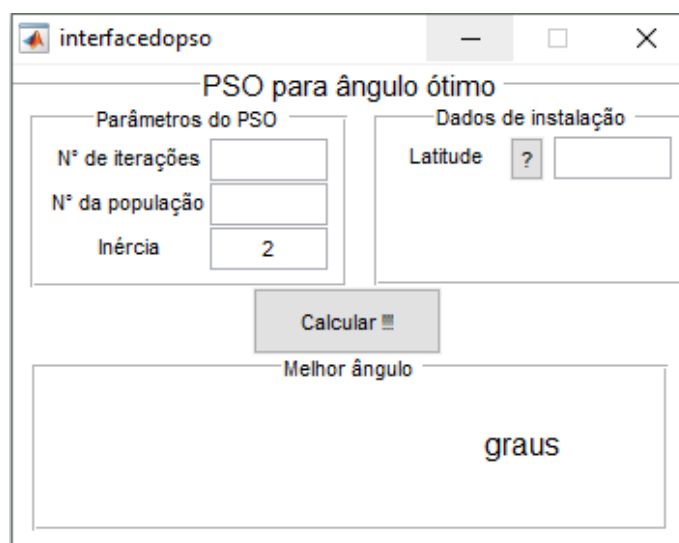 interfacedopso
PSO para ângulo ótimo
Parâmetros do PSO
N° de iterações
N° da população
Inércia 2
Dados de instalação
Latitude ?
Calcular !!!
Melhor ângulo
graus